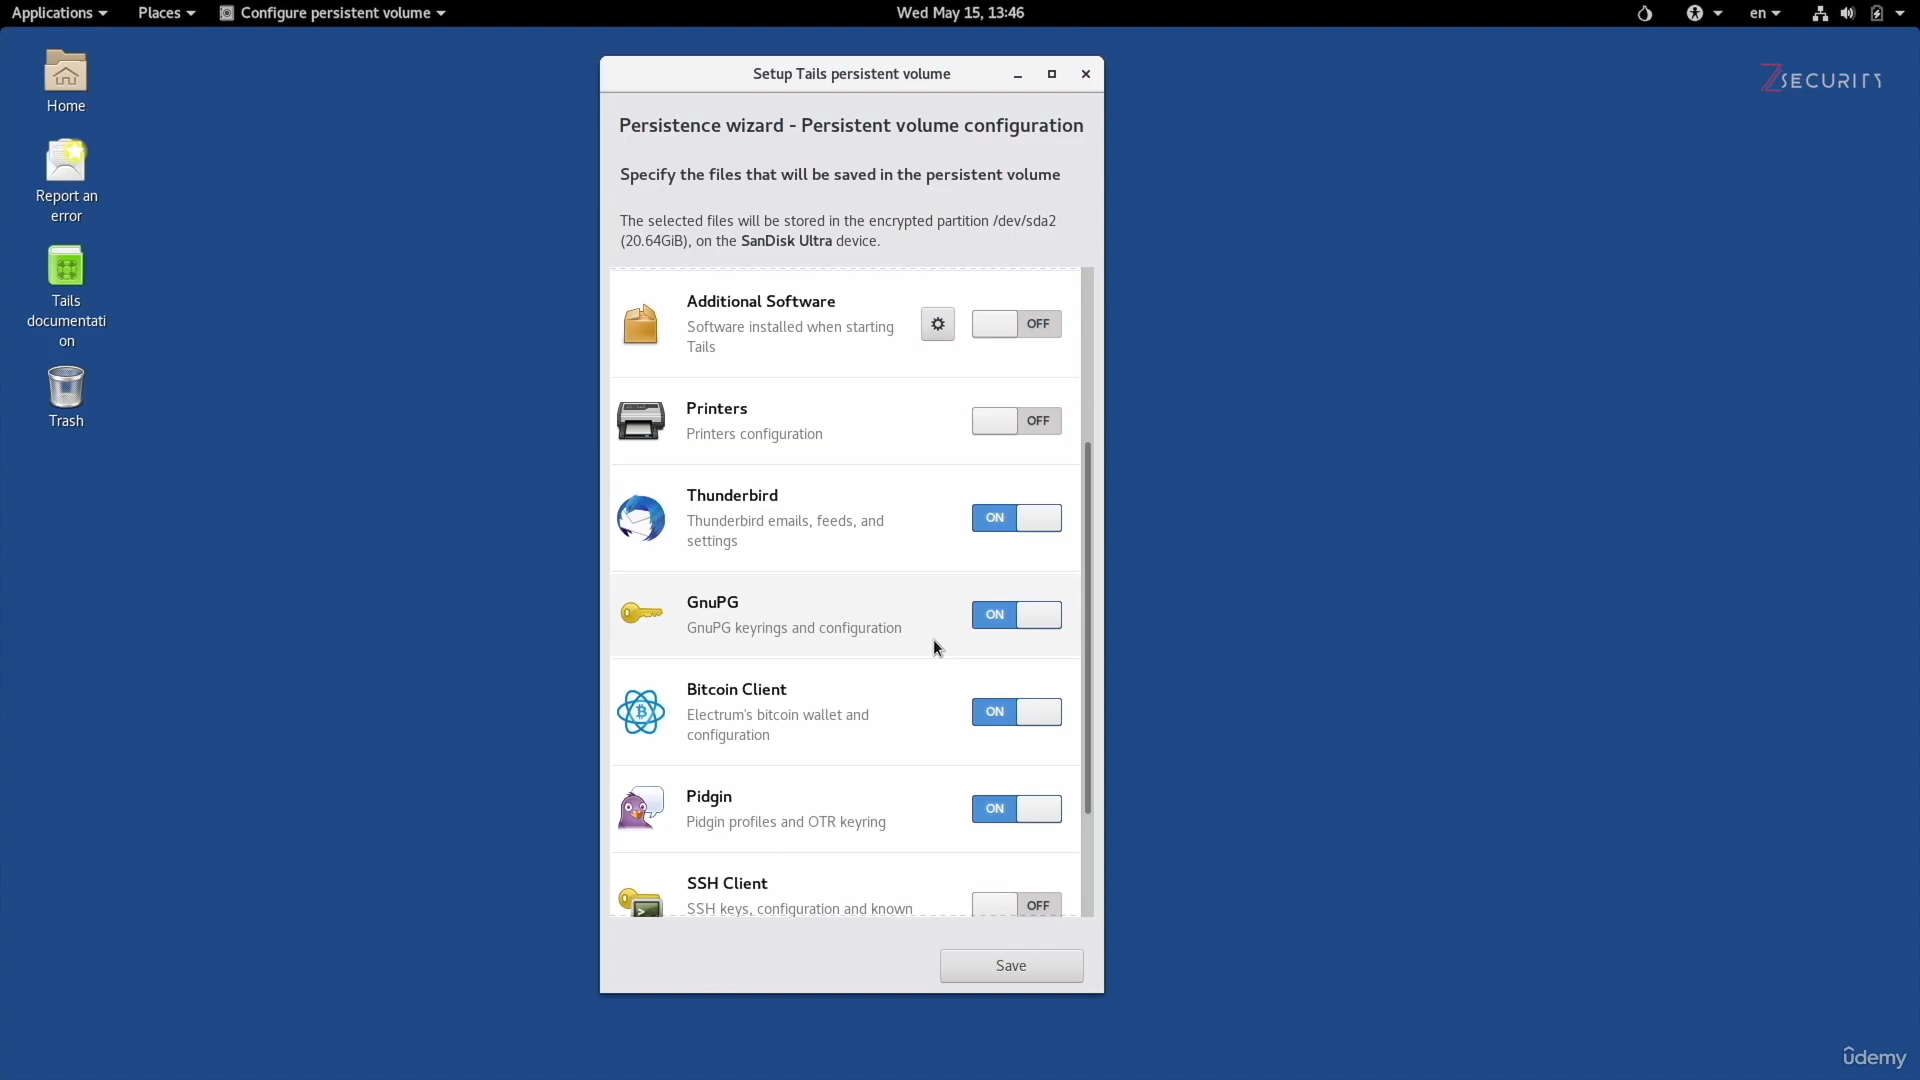 Applications
Places
Configure persistent volume
Wed May 15, 13:46
en
Home
Report an
error
Tails
documentati
on
Trash
ZSECURITY
Setup Tails persistent volume
Persistence wizard - Persistent volume configuration
Specify the files that will be saved in the persistent volume
The selected files will be stored in the encrypted partition /dev/sda2
(20.64GiB), on the SanDisk Ultra device.
Additional Software
Software installed when starting
Tails
OFF
Printers
Printers configuration
OFF
Thunderbird
Thunderbird emails, feeds, and
settings
ON
GnuPG
GnuPG keyrings and configuration
ON
Bitcoin Client
Electrum's bitcoin wallet and
configuration
ON
Pidgin
Pidgin profiles and OTR keyring
ON
SSH Client
SSH keys, configuration and known
OFF
Save
ûdemy